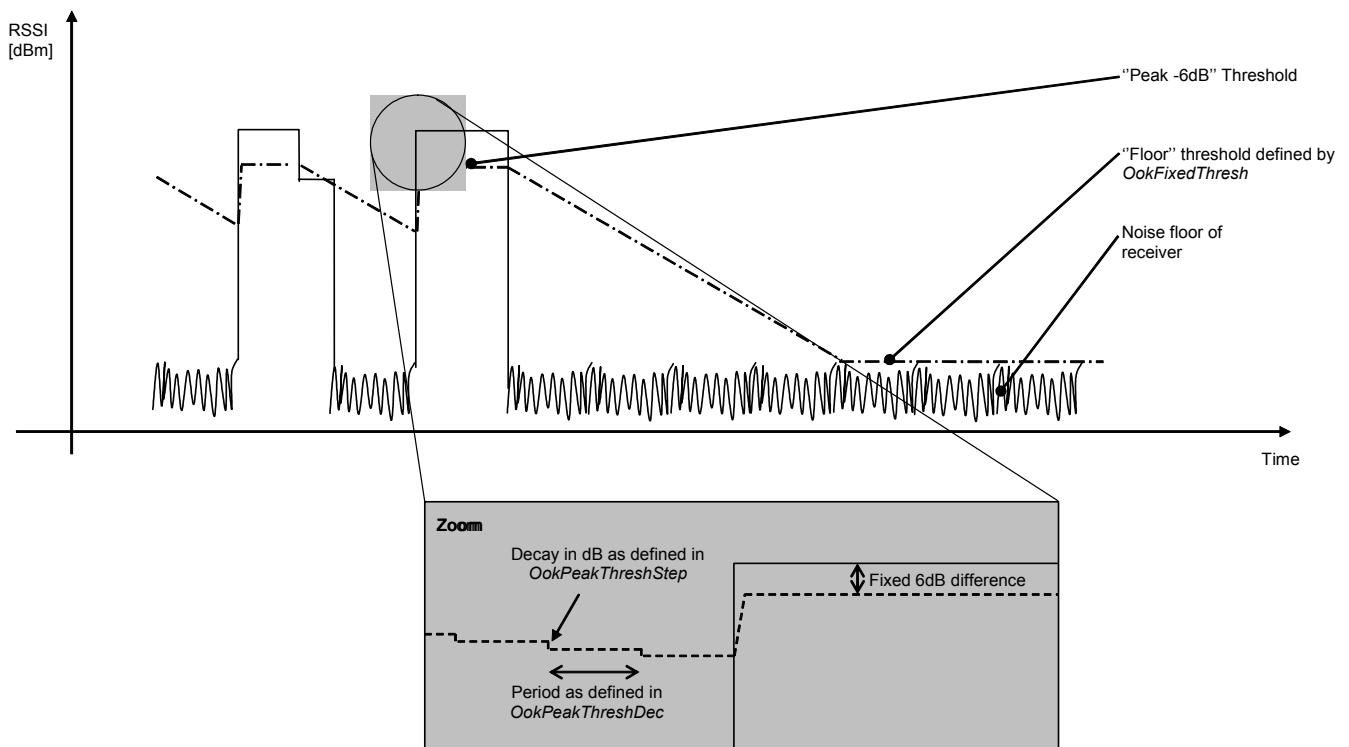 RSSI
[dBm]
‘’Peak -6dB’’ Threshold
‘’Floor’’ threshold defined by
OokFixedThresh
Noise floor of
receiver
Time
Zoom
Decay in dB as defined in
OokPeakThreshStep
Fixed 6dB difference
Period as defined in
OokPeakThreshDec